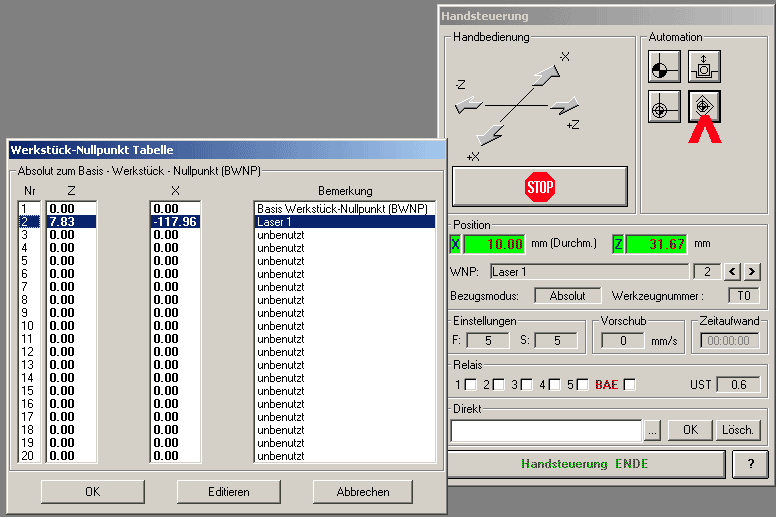 Handsteuerung
Handbedienung
-X
-Z
+Z
+X
STOP
Automation
Position
X 10.00 mm (Durchm.) Z 31.67 mm
WNP: Laser 1 2 < >
Bezugsmodus: Absolut Werkzeugnummer : T0
Einstellungen
F: 5 S: 5
Vorschub
0 mm/s
Zeitaufwand
00:00:00
Relais
1 2 3 4 5 BAE UST 0.6
Direkt
... OK Lösch.
Handsteuerung ENDE ?
Werkstück-Nullpunkt Tabelle
Absolut zum Basis - Werkstück - Nullpunkt (BWNP)
Nr Z X Bemerkung
1 0.00 0.00 Basis Werkstück-Nullpunkt (BWNP)
2 7.83 -117.96 Laser 1
3 0.00 0.00 unbenutzt
4 0.00 0.00 unbenutzt
5 0.00 0.00 unbenutzt
6 0.00 0.00 unbenutzt
7 0.00 0.00 unbenutzt
8 0.00 0.00 unbenutzt
9 0.00 0.00 unbenutzt
10 0.00 0.00 unbenutzt
11 0.00 0.00 unbenutzt
12 0.00 0.00 unbenutzt
13 0.00 0.00 unbenutzt
14 0.00 0.00 unbenutzt
15 0.00 0.00 unbenutzt
16 0.00 0.00 unbenutzt
17 0.00 0.00 unbenutzt
18 0.00 0.00 unbenutzt
19 0.00 0.00 unbenutzt
20 0.00 0.00 unbenutzt
OK Editieren Abbrechen